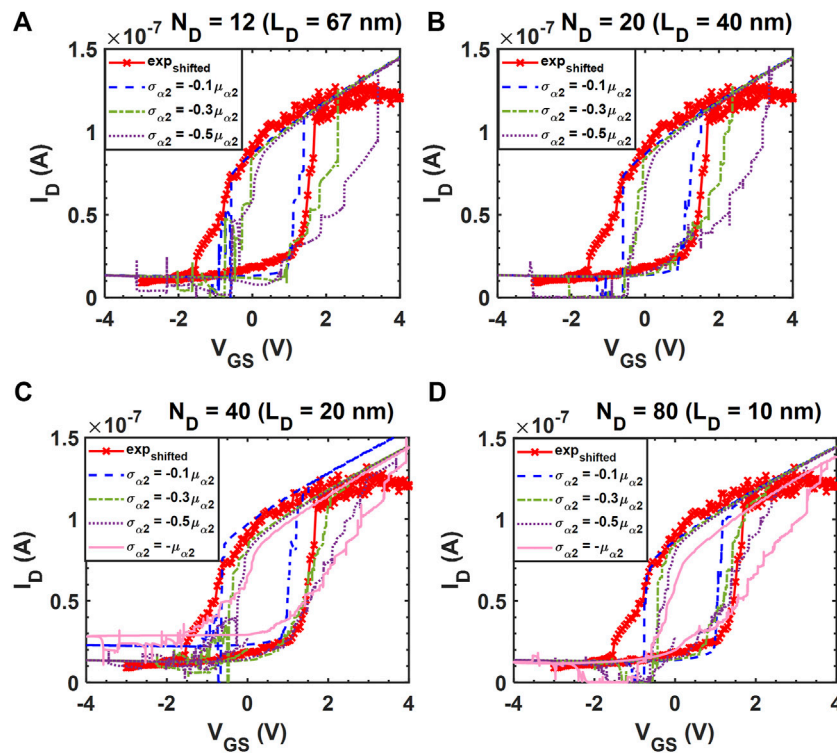 A
N_D = 12 (L_D = 67 nm)
×10⁻⁷
1.5
1
0.5
0
I_D (A)
exp_shifted
σ_α2 = -0.1μ_α2
σ_α2 = -0.3μ_α2
σ_α2 = -0.5μ_α2
-4 -2 0 2 4
V_GS (V)
B
N_D = 20 (L_D = 40 nm)
×10⁻⁷
1.5
1
0.5
0
I_D (A)
exp_shifted
σ_α2 = -0.1μ_α2
σ_α2 = -0.3μ_α2
σ_α2 = -0.5μ_α2
-4 -2 0 2 4
V_GS (V)
C
N_D = 40 (L_D = 20 nm)
×10⁻⁷
1.5
1
0.5
0
I_D (A)
exp_shifted
σ_α2 = -0.1μ_α2
σ_α2 = -0.3μ_α2
σ_α2 = -0.5μ_α2
σ_α2 = -μ_α2
-4 -2 0 2 4
V_GS (V)
D
N_D = 80 (L_D = 10 nm)
×10⁻⁷
1.5
1
0.5
0
I_D (A)
exp_shifted
σ_α2 = -0.1μ_α2
σ_α2 = -0.3μ_α2
σ_α2 = -0.5μ_α2
σ_α2 = -μ_α2
-4 -2 0 2 4
V_GS (V)